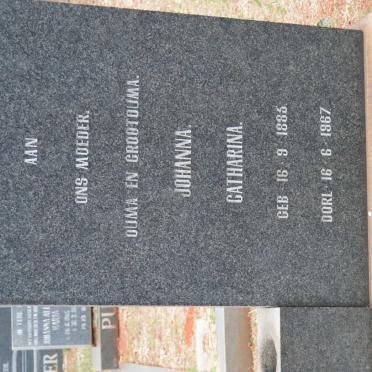 AAN
ONS MOEDER.
OUMA EN GROOTOUMA.
JOHANNA.
CATHARINA.
GEB 16 9 1885
OORL 16 6 1967